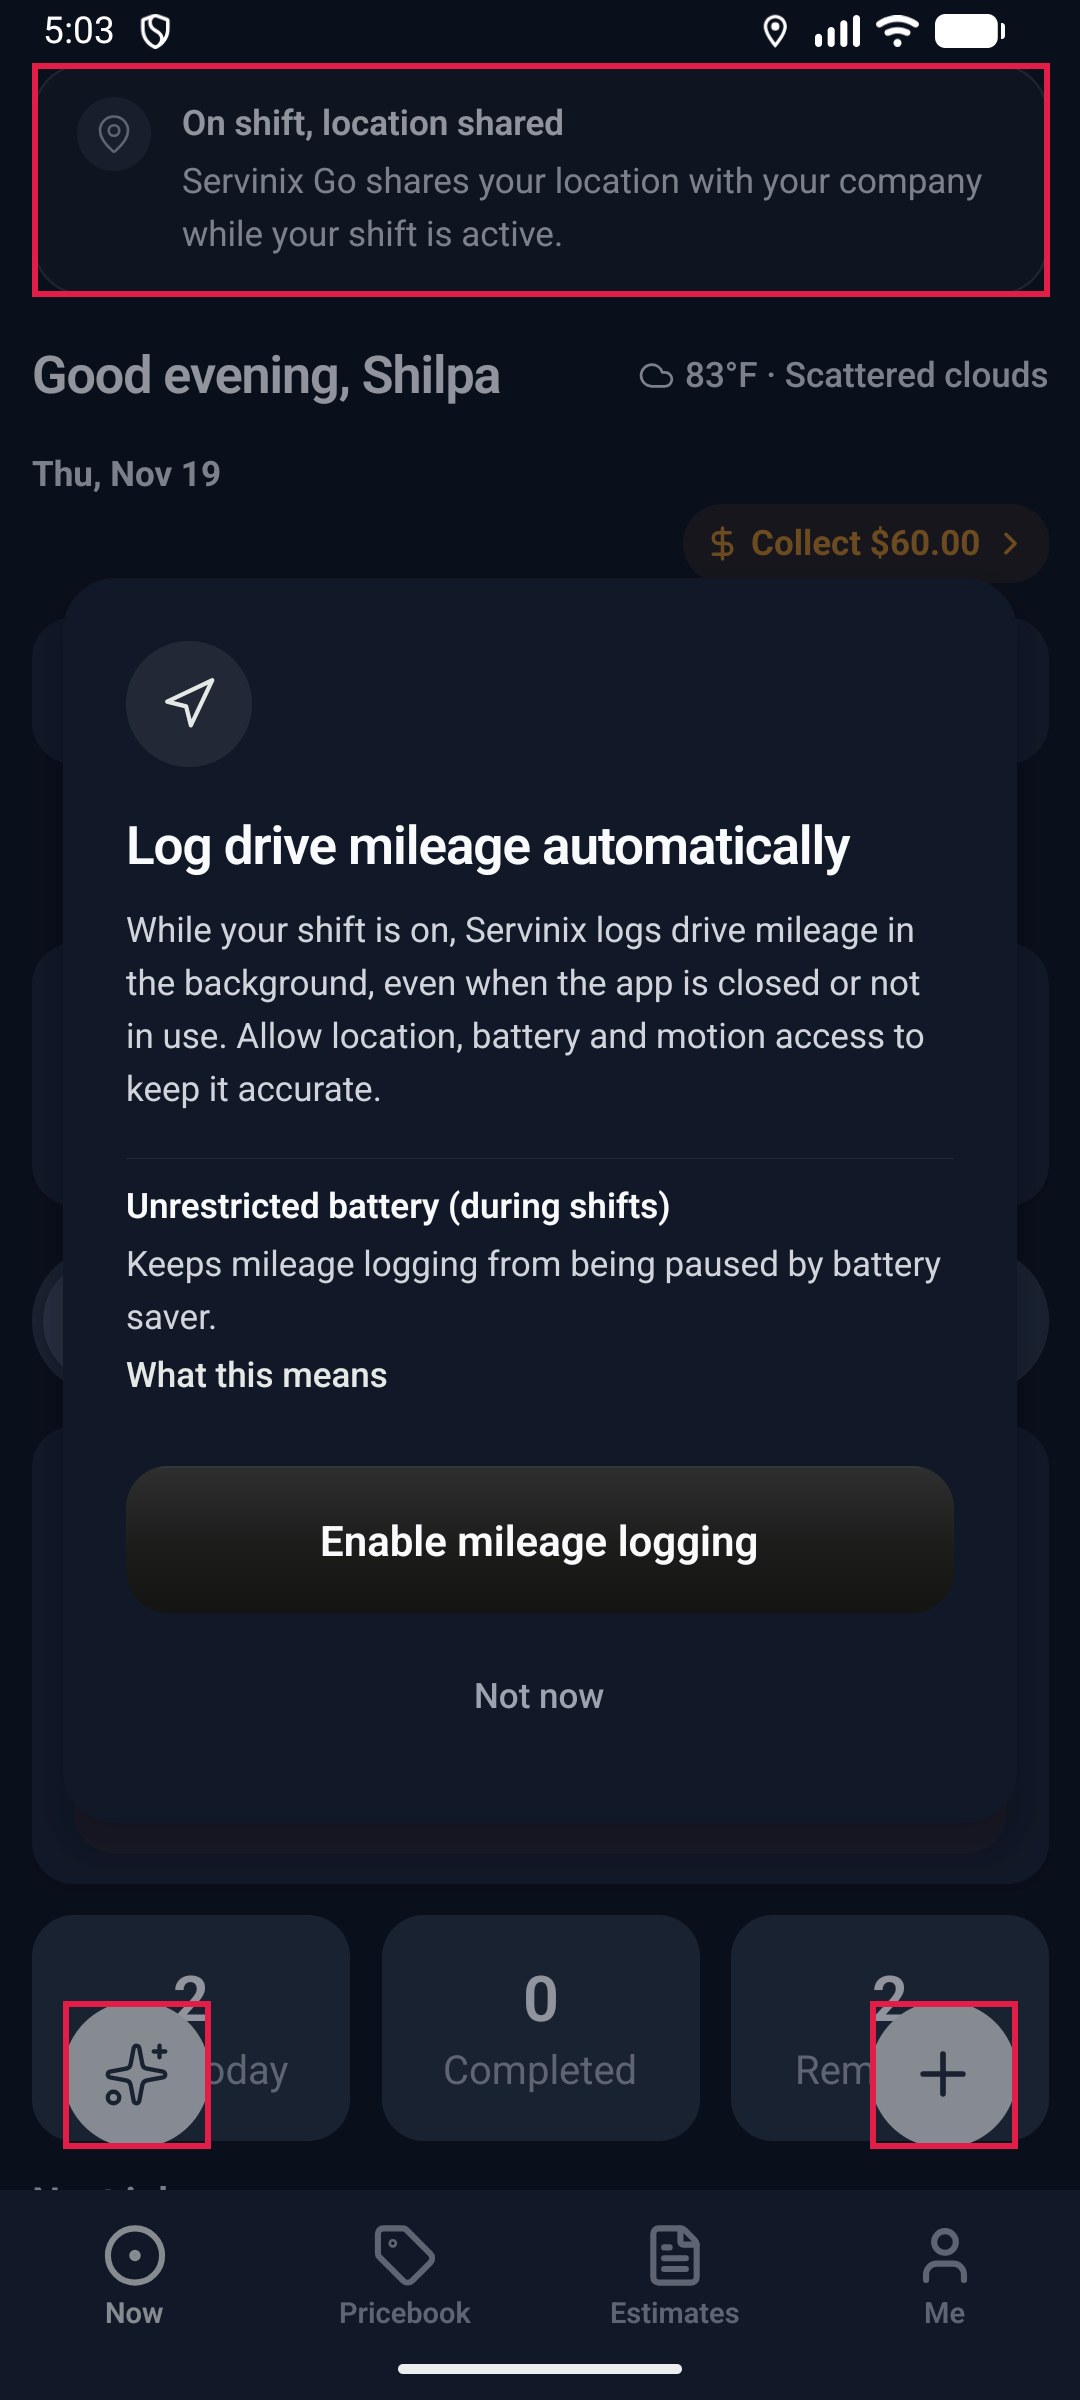 5:03
On shift, location shared
Servinix Go shares your location with your company
while your shift is active.
Good evening, Shilpa
83°F · Scattered clouds
Thu, Nov 19
Collect $60.00
Log drive mileage automatically
While your shift is on, Servinix logs drive mileage in
the background, even when the app is closed or not
in use. Allow location, battery and motion access to
keep it accurate.
Unrestricted battery (during shifts)
Keeps mileage logging from being paused by battery
saver.
What this means
Enable mileage logging
Not now
2
0
2
Completed
Now
Pricebook
Estimates
Me